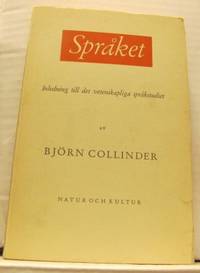 Språket
Inledning till det vetenskapliga språkstudiet
av
BJÖRN COLLINDER
NATUR OCH KULTUR